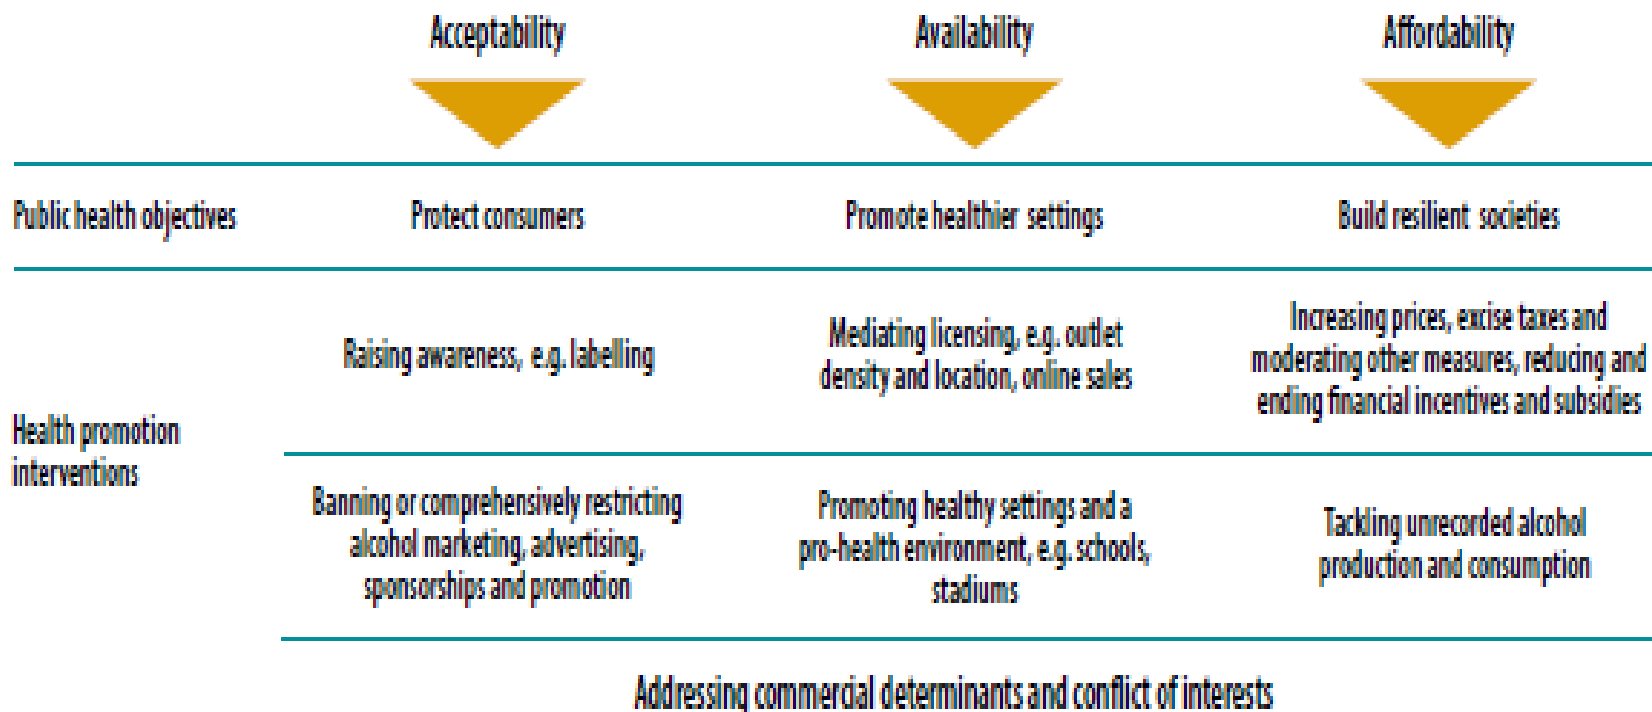 Acceptability
Availability
Affordability
Public health objectives
Protect consumers
Promote healthier settings
Build resilient societies
Health promotion
interventions
Raising awareness, e.g. labelling
Mediating licensing, e.g. outlet
density and location, online sales
Increasing prices, excise taxes and
moderating other measures, reducing and
ending financial incentives and subsidies
Banning or comprehensively restricting
alcohol marketing, advertising,
sponsorships and promotion
Promoting healthy settings and a
pro-health environment, e.g. schools,
stadiums
Tackling unrecorded alcohol
production and consumption
Addressing commercial determinants and conflict of interests